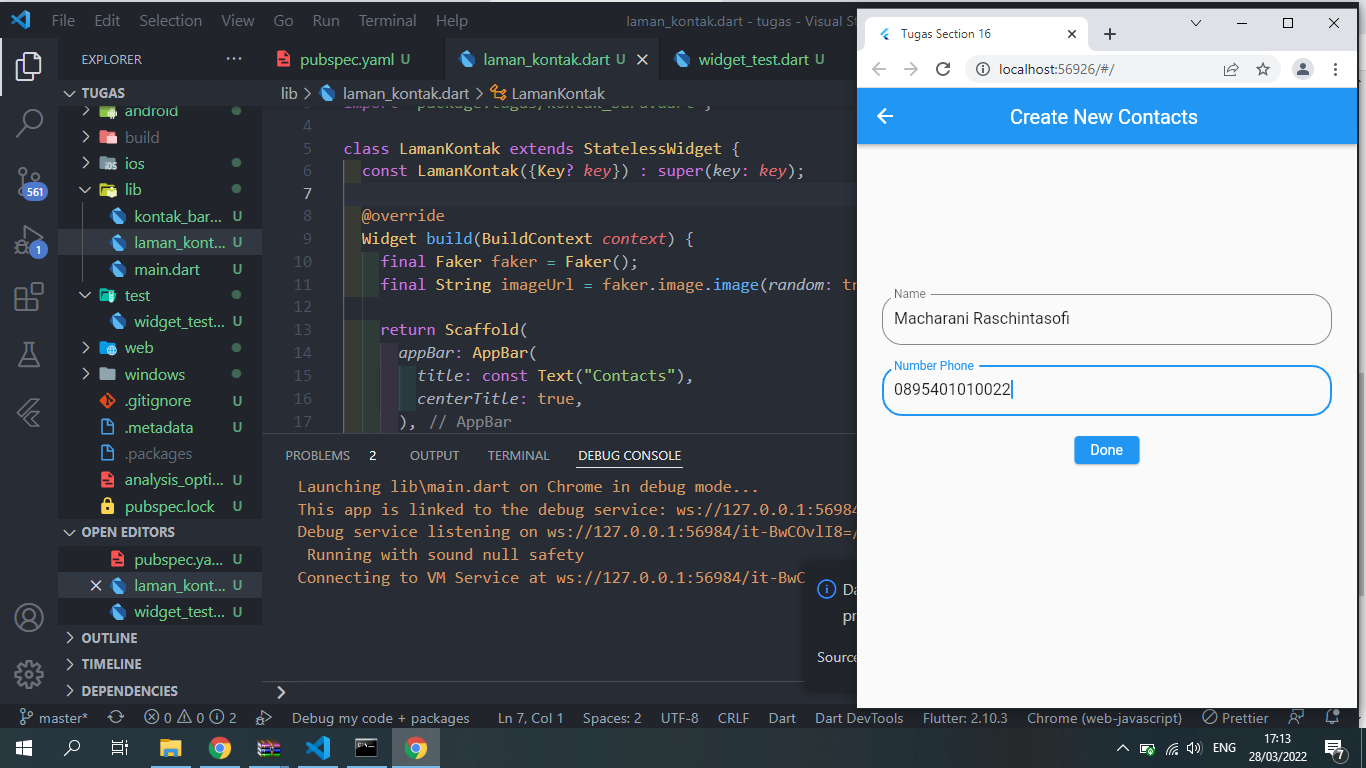 File Edit Selection View Go Run Terminal Help
laman_kontak.dart - tugas - Visual
EXPLORER
TUGAS
android
build
ios
lib
kontak_bar... U
laman_kont... U
main.dart U
test
widget_test... U
web
windows
.gitignore U
.metadata U
.packages
analysis_opti... U
pubspec.lock U
OPEN EDITORS
pubspec.ya... U
laman_kont... U
widget_test... U
OUTLINE
TIMELINE
DEPENDENCIES
561
1
pubspec.yaml U
laman_kontak.dart U
widget_test.dart U
lib > laman_kontak.dart > LamanKontak
import 'package:tugas/kontak_baru.dart';
4
5 class LamanKontak extends StatelessWidget {
6 const LamanKontak({Key? key}) : super(key: key);
7
8 @override
9 Widget build(BuildContext context) {
10 final Faker faker = Faker();
11 final String imageUrl = faker.image.image(random: tr
12
13 return Scaffold(
14 appBar: AppBar(
15 title: const Text("Contacts"),
16 centerTitle: true,
17 ), // AppBar
PROBLEMS 2 OUTPUT TERMINAL DEBUG CONSOLE
Launching lib\main.dart on Chrome in debug mode...
This app is linked to the debug service: ws://127.0.0.1:56984
Debug service listening on ws://127.0.0.1:56984/it-BwCOvlI8=/
Running with sound null safety
Connecting to VM Service at ws://127.0.0.1:56984/it-BwC
Da
pr
Source
Tugas Section 16
localhost:56926/#/
Create New Contacts
Name
Macharani Raschintasofi
Number Phone
0895401010022
Done
master* 0 0 2 Debug my code + packages Ln 7, Col 1 Spaces: 2 UTF-8 CRLF Dart Dart DevTools Flutter: 2.10.3 Chrome (web-javascript) Prettier
ENG
17:13
28/03/2022
7